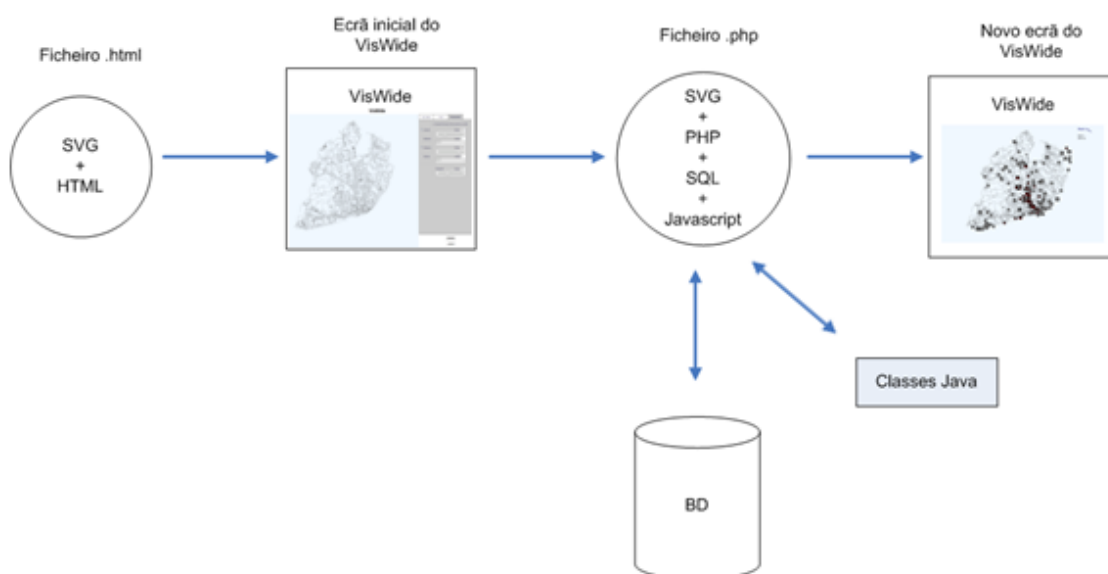 Ficheiro .html
SVG
+
HTML
Ecrã inicial do
VisWide
VisWide
Ficheiro .php
SVG
+
PHP
+
SQL
+
Javascript
Novo ecrã do
VisWide
VisWide
Classes Java
BD